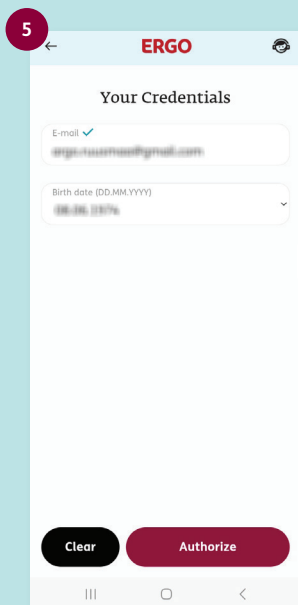 5
ERGO
Your Credentials
E-mail
Birth date (DD.MM.YYYY)
Clear
Authorize